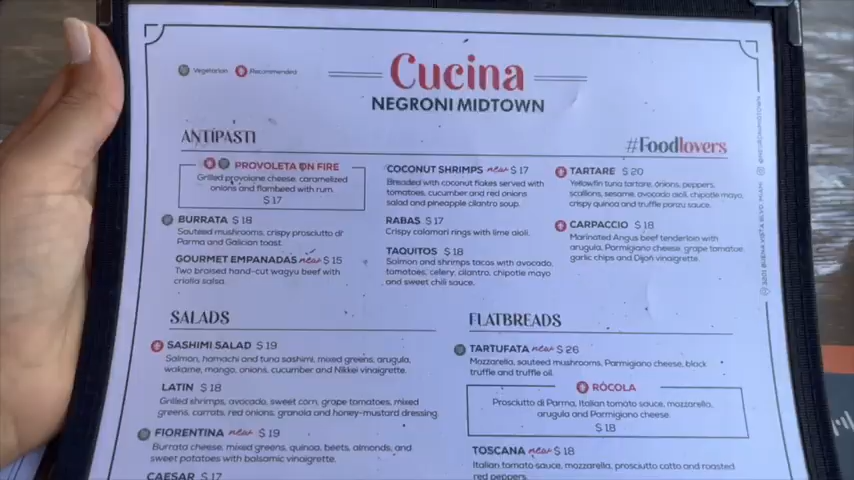 Vegetarian Recommended
Cucina
NEGRONI MIDTOWN
ANTIPASTI
#Foodlovers
PROVOLETA ON FIRE
Grilled provolone cheese, caramelized
onions and flambeed with rum.
$ 17
BURRATA $ 18
Sauteed mushrooms, crispy prosciutto di
Parma and Galician toast.
GOURMET EMPANADAS new $ 15
Two braised hand-cut wagyu beef with
criolla salsa.
COCONUT SHRIMPS new $ 17
Breaded with coconut flakes served with
tomatoes, cucumber and red onions
salad and pineapple cilantro soup.
RABAS $ 17
Crispy calamari rings with lime aioli.
TAQUITOS $ 18
Salmon and shrimps tacos with avocado,
tomatoes, celery, cilantro, chipotle mayo
and sweet chili sauce.
TARTARE $ 20
Yellowfin tuna tartare, onions, peppers,
scallions, sesame, avocado aioli, chipotle mayo,
crispy quinoa and truffle ponzu sauce.
CARPACCIO $ 18
Marinated Angus beef tenderloin with
arugula, Parmigiano cheese, grape tomatoe,
garlic chips and Dijon vinaigrette.
SALADS
SASHIMI SALAD $ 19
Salmon, hamachi and tuna sashimi, mixed greens, arugula,
wakame, mango, onions, cucumber and Nikkei vinaigrette.
LATIN $ 18
Grilled shrimps, avocado, sweet corn, grape tomatoes, mixed
greens, carrots, red onions, granola and honey-mustard dressing.
FIORENTINA new $ 19
Burrata cheese, mixed greens, quinoa, beets, almonds, and
sweet potatoes with balsamic vinaigrette.
CAESAR $ 17
FLATBREADS
TARTUFATA new $ 26
Mozzarella, sauteed mushrooms, Parmigiano cheese, black
truffle and truffle oil.
RÓCOLA
Prosciutto di Parma, Italian tomato sauce, mozzarella,
arugula and Parmigiano cheese
$ 18
TOSCANA new $ 18
Italian tomato sauce, mozzarella, prosciutto cotto and roasted
red peppers.
3201 BUENA VISTA BLVD, MIAMI @NEGRONIMIDTOWN